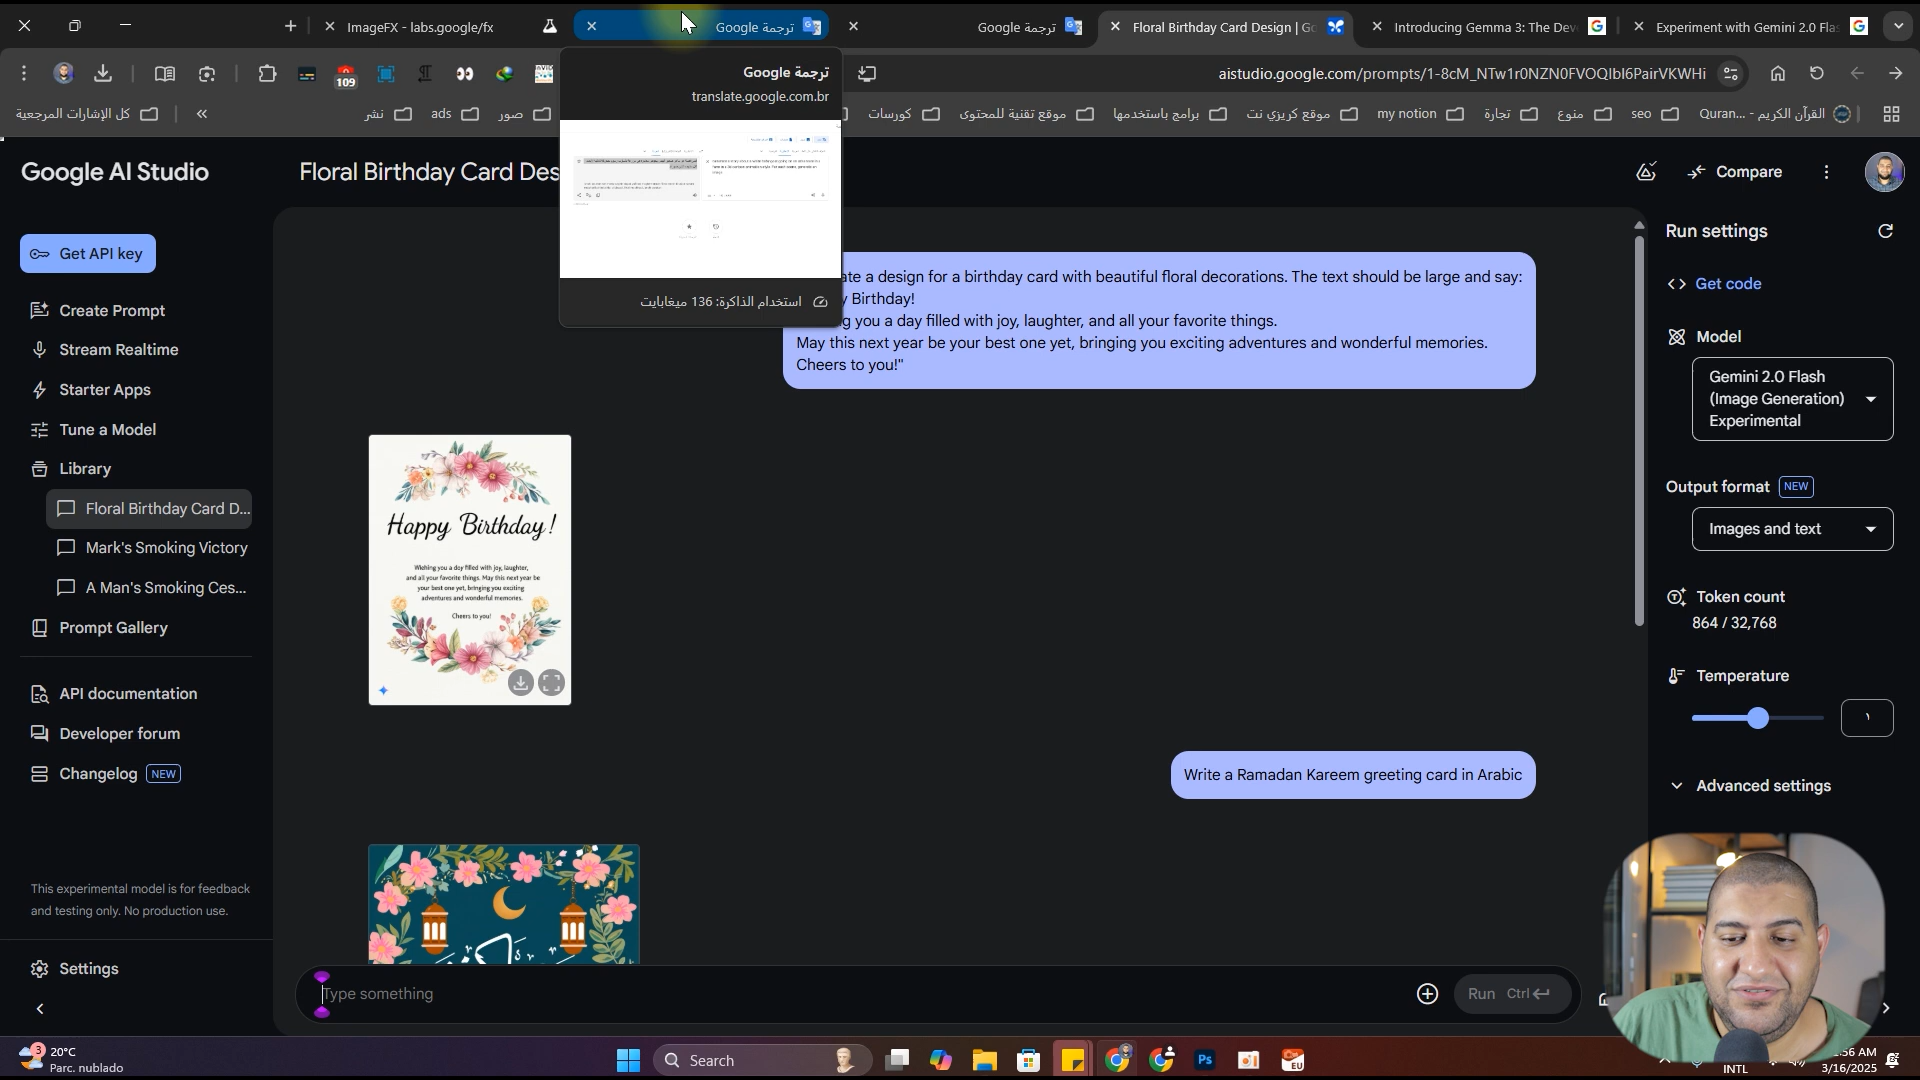 ImageFX - labs.google/fx
ترجمة Google
ترجمة Google
Floral Birthday Card Design | Go
Introducing Gemma 3: The Dev
Experiment with Gemini 2.0 Flas
109
ترجمة Google
translate.google.com.br
استخدام الذاكرة: 136 ميغابايت
aistudio.google.com/prompts/1-8cM_NTw1r0NZN0FVOQIbI6PairVKWHi
كل الإشارات المرجعية
»
نشر
ads
صور
كورسات
موقع تقنية للمحتوى
برامج باستخدمها
موقع كريزي نت
my notion
تجارة
منوع
seo
القرآن الكريم - ...Quran
Google AI Studio
Floral Birthday Card Des
Compare
Get API key
Create Prompt
Stream Realtime
Starter Apps
Tune a Model
Library
Floral Birthday Card D...
Mark's Smoking Victory
A Man's Smoking Ces...
Prompt Gallery
API documentation
Developer forum
Changelog NEW
This experimental model is for feedback
and testing only. No production use.
Settings
ate a design for a birthday card with beautiful floral decorations. The text should be large and say:
y Birthday!
g you a day filled with joy, laughter, and all your favorite things.
May this next year be your best one yet, bringing you exciting adventures and wonderful memories.
Cheers to you!"
Happy Birthday!
Wishing you a day filled with joy, laughter,
and all your favorite things. May this next year be
your best one yet, bringing you exciting
adventures and wonderful memories.
Cheers to you!
Write a Ramadan Kareem greeting card in Arabic
Type something
Run Ctrl
Run settings
Get code
Model
Gemini 2.0 Flash
(Image Generation)
Experimental
Output format NEW
Images and text
Token count
864 / 32,768
Temperature
١
Advanced settings
3
20°C
Parc. nublado
Search
Ps
EU
INTL
:56 AM
3/16/2025